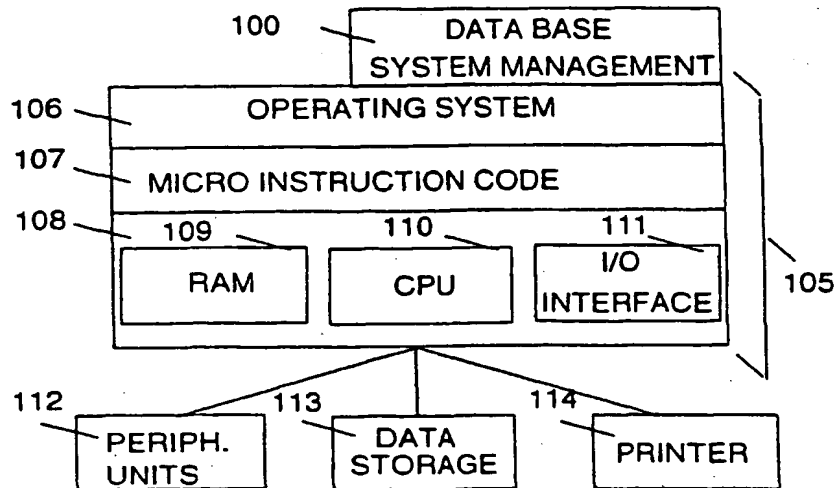 100
DATA BASE
SYSTEM MANAGEMENT
106
OPERATING SYSTEM
107
MICRO INSTRUCTION CODE
108
109
110
111
RAM
CPU
I/O
INTERFACE
105
112
113
114
PERIPH.
UNITS
DATA
STORAGE
PRINTER